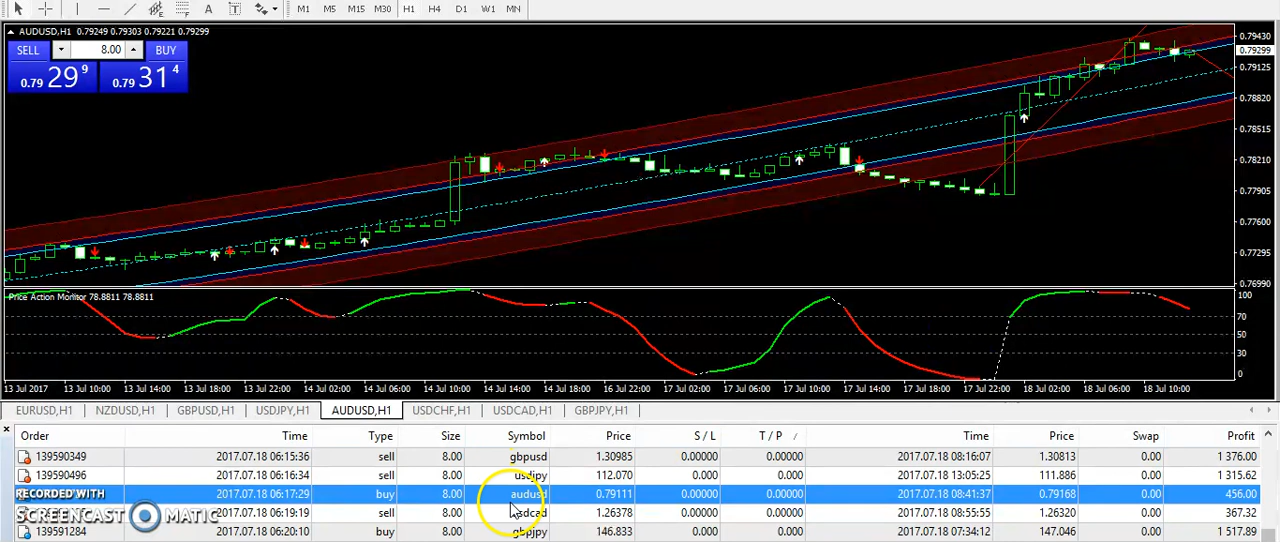 M1 M5 M15 M30 H1 H4 D1 W1 MN
AUDUSD,H1 0.79249 0.79303 0.79221 0.79299
SELL 8.00 BUY
0.79 29 9 0.79 31 4
0.79430
0.79299
0.79125
0.78820
0.78515
0.78210
0.77905
0.77600
0.77295
0.76990
Price Action Monitor 78.8811 78.8811
100
70
50
30
0
13 Jul 2017 13 Jul 10:00 13 Jul 18:00 13 Jul 22:00 14 Jul 02:00 14 Jul 06:00 14 Jul 10:00 14 Jul 14:00 14 Jul 18:00 16 Jul 22:00 17 Jul 02:00 17 Jul 06:00 17 Jul 10:00 17 Jul 14:00 17 Jul 18:00 17 Jul 22:00 18 Jul 02:00 18 Jul 06:00 18 Jul 10:00
EURUSD,H1 NZDUSD,H1 GBPUSD,H1 USDJPY,H1 AUDUSD,H1 USDCHF,H1 USDCAD,H1 GBPJPY,H1
Order Time Type Size Symbol Price S / L T / P / Time Price Swap Profit
139590349 2017.07.18 06:15:36 sell 8.00 gbpusd 1.30985 0.00000 0.00000 2017.07.18 08:16:07 1.30813 0.00 1 376.00
139590496 2017.07.18 06:16:34 sell 8.00 usdjpy 112.070 0.000 0.000 2017.07.18 13:05:25 111.886 0.00 1 315.62
2017.07.18 06:17:29 buy 8.00 audusd 0.79111 0.00000 0.00000 2017.07.18 08:41:37 0.79168 0.00 456.00
2017.07.18 06:19:19 sell 8.00 usdcad 1.26378 0.00000 0.00000 2017.07.18 08:55:55 1.26320 0.00 367.32
139591284 2017.07.18 06:20:10 buy 8.00 gbpjpy 146.833 0.000 0.000 2017.07.18 07:34:12 147.046 0.00 1 517.89
RECORDED WITH
SCREENCAST MATIC